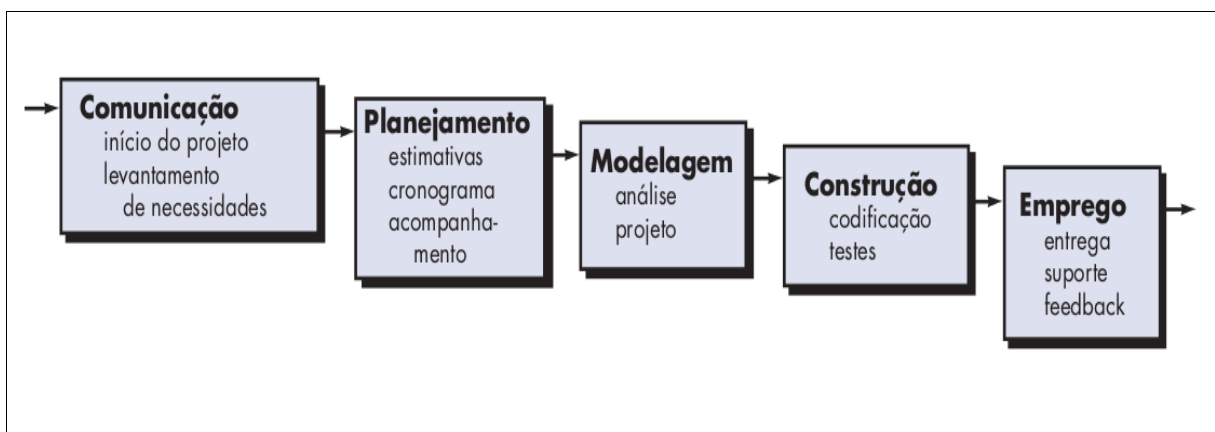 Comunicação
início do projeto
levantamento
de necessidades
Planejamento
estimativas
cronograma
acompanha-
mento
Modelagem
análise
projeto
Construção
codificação
testes
Emprego
entrega
suporte
feedback